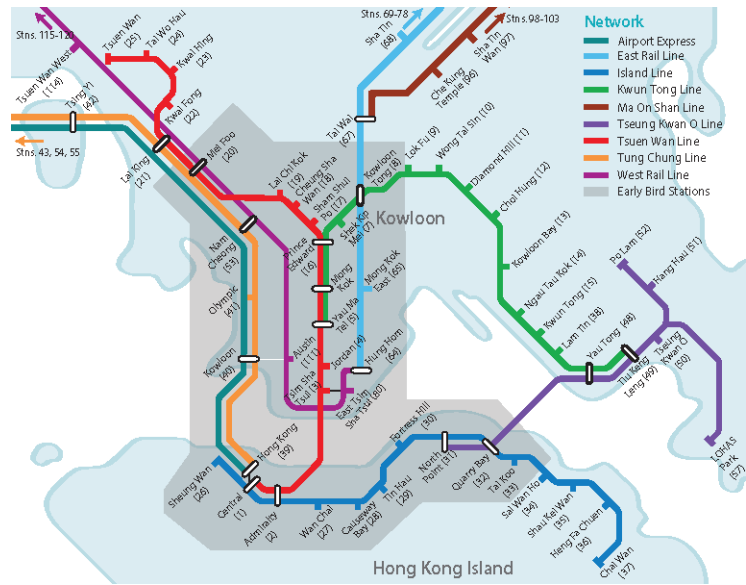 Stns. 69-78
Stns. 98-103
Stns. 115-120
Tsuen Wan
(25)
Tai Wo Hau
(24)
Kwai Hing
(23)
Kwai Fong
(22)
Tsuen Wan West
(114)
Tsing Yi
(42)
Stns. 43, 54, 55
Lai King
(21)
Mei Foo
(20)
Lai Chi Kok
(19)
Cheung Sha
Wan (18)
Sham Shui
Po (17)
Shek Kip
Mei (7)
Prince
Edward
(16)
Mong
Kok
Yau Ma
Tei (5)
Jordan (4)
Tsim Sha
Tsui (3)
East Tsim
Sha Tsui (80)
Austin
(111)
Nam
Cheong
(53)
Olympic
(41)
Kowloon
(40)
Hong Kong
(39)
Sha Tin
(68)
Sha Tin
Wan (97)
Che Kung
Temple (96)
Tai Wai
(67)
Kowloon
Tong (8)
Lok Fu (9)
Wong Tai Sin (10)
Diamond Hill (11)
Choi Hung (12)
Kowloon Bay (13)
Ngau Tau Kok (14)
Kwun Tong (15)
Lam Tin (38)
Yau Tong (48)
Tiu Keng
Leng (49)
Tseung
Kwan O
(50)
Hang Hau (51)
Po Lam (52)
LOHAS
Park
(57)
Kowloon
Mong Kok
East (65)
Hung Hom
(64)
Sheung Wan
(26)
Central
(1)
Admiralty
(2)
Wan Chai
(27)
Causeway
Bay (28)
Tin Hau
(29)
Fortress Hill
(30)
North
Point (31)
Quarry Bay
(32)
Tai Koo
(33)
Sai Wan Ho
(34)
Shau Kei Wan
(35)
Heng Fa Chuen
(36)
Chai Wan
(37)
Hong Kong Island
Network
Airport Express
East Rail Line
Island Line
Kwun Tong Line
Ma On Shan Line
Tseung Kwan O Line
Tsuen Wan Line
Tung Chung Line
West Rail Line
Early Bird Stations